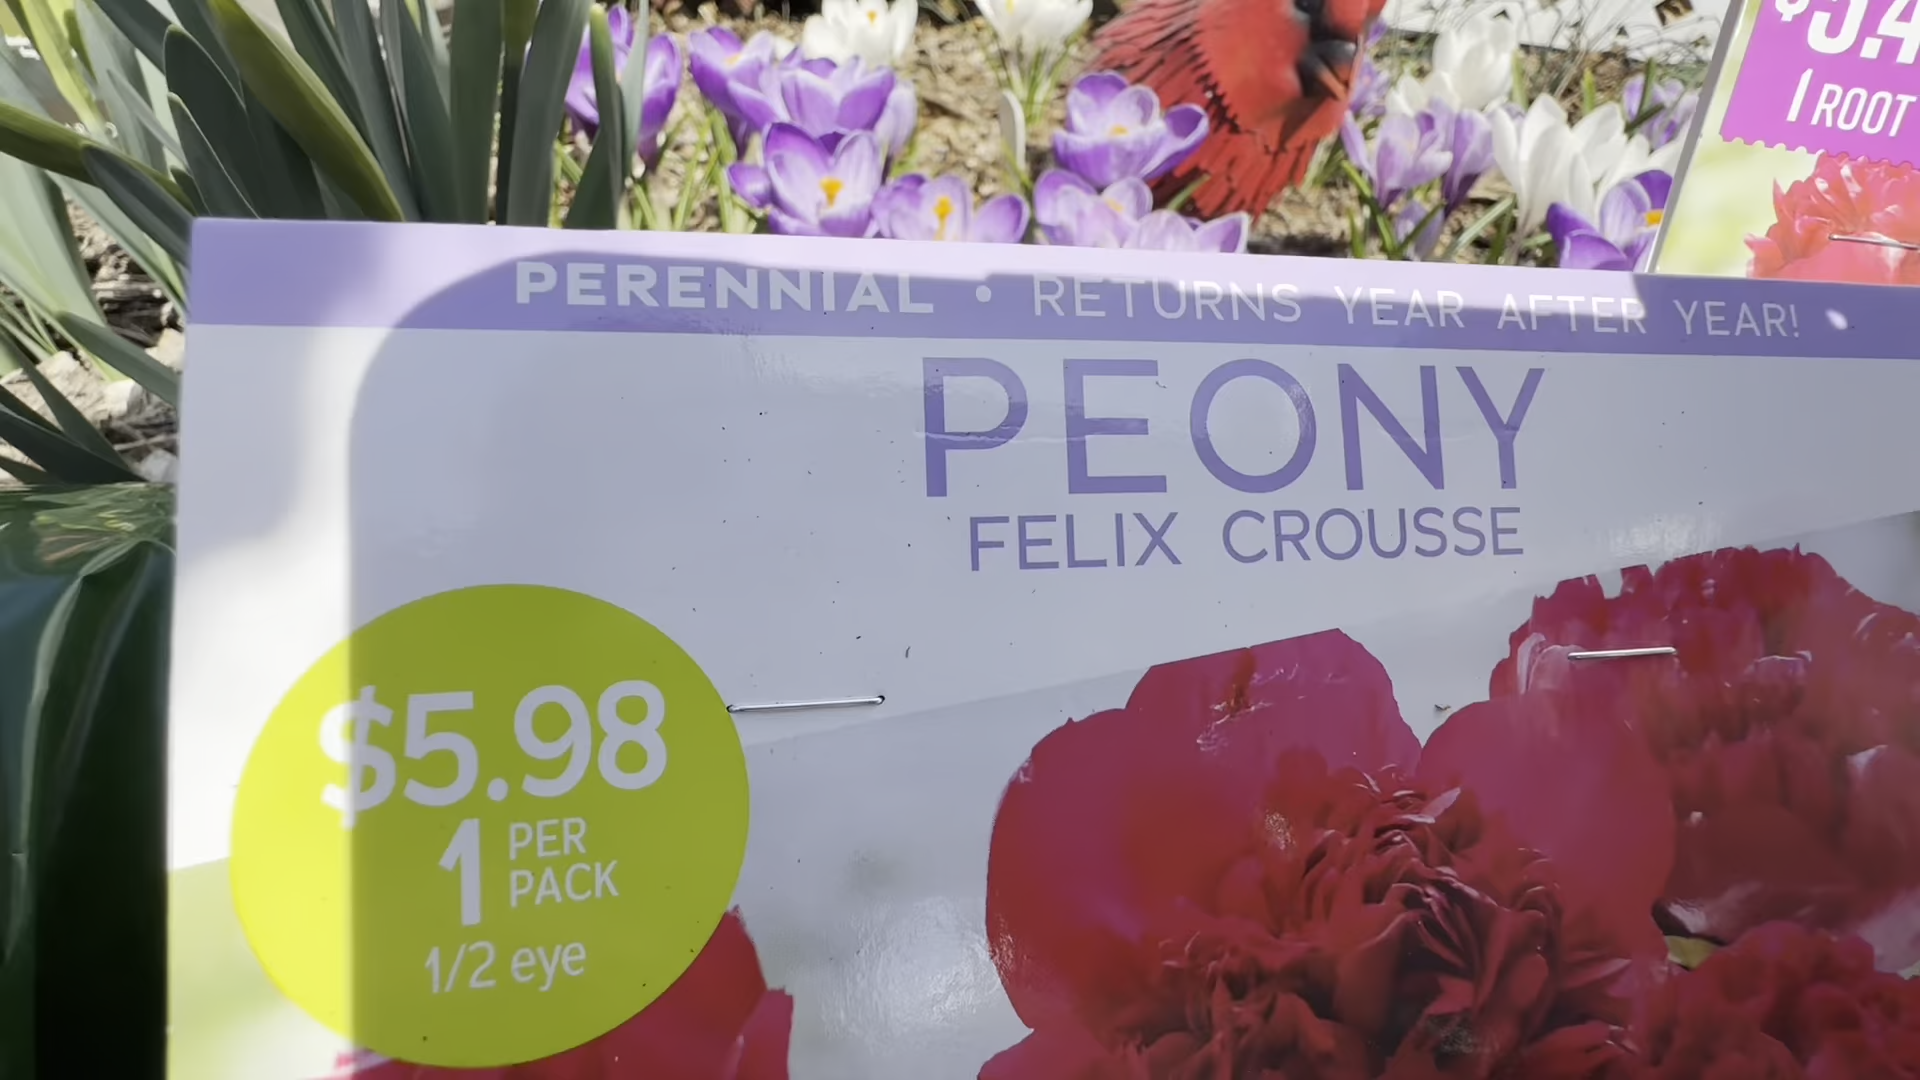 1 ROOT
PERENNIAL • RETURNS YEAR AFTER YEAR!
PEONY
FELIX CROUSSE
$5.98
1 PER
PACK
1/2 eye